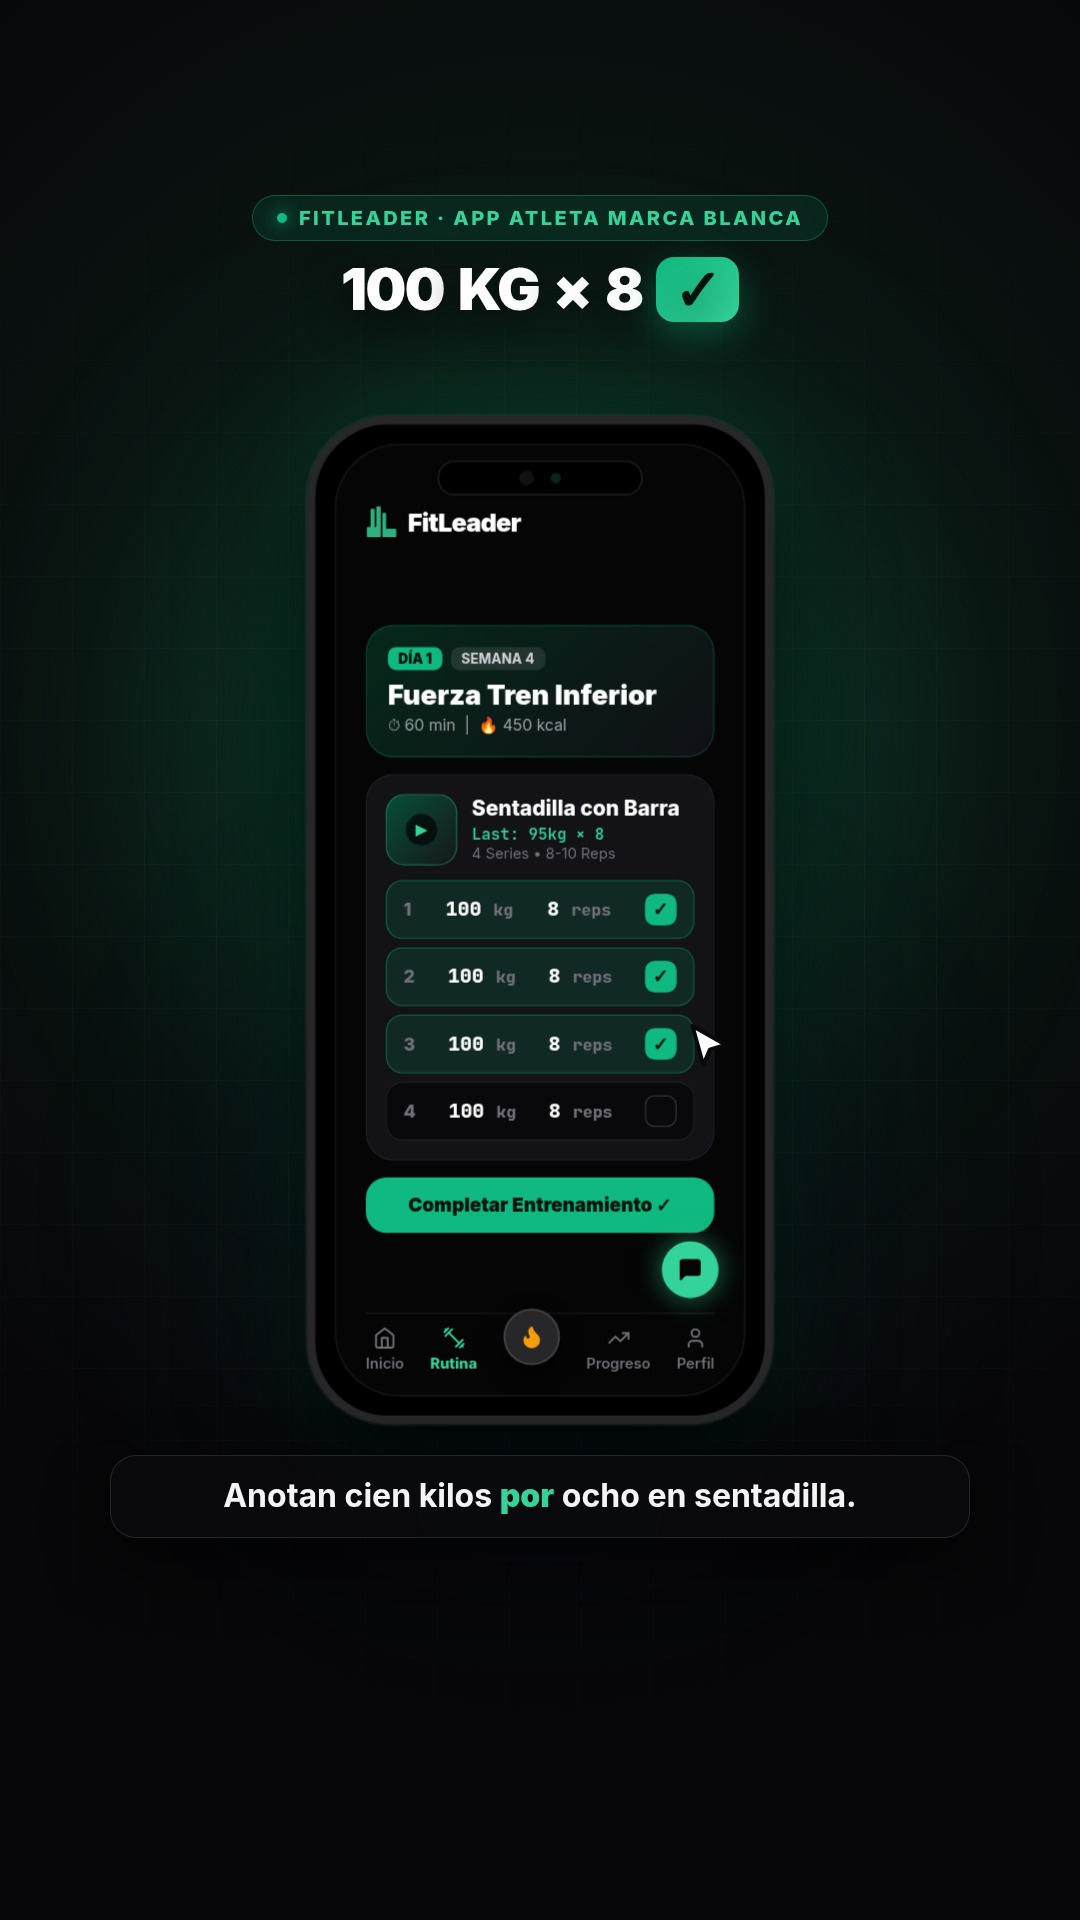 FITLEADER · APP ATLETA MARCA BLANCA
100 KG × 8 ✓
FitLeader
DÍA 1 SEMANA 4
Fuerza Tren Inferior
⏱ 60 min | 🔥 450 kcal
Sentadilla con Barra
Last: 95kg × 8
4 Series • 8-10 Reps
1 100 kg 8 reps ✓
2 100 kg 8 reps ✓
3 100 kg 8 reps ✓
4 100 kg 8 reps
Completar Entrenamiento ✓
Inicio Rutina Progreso Perfil
Anotan cien kilos por ocho en sentadilla.